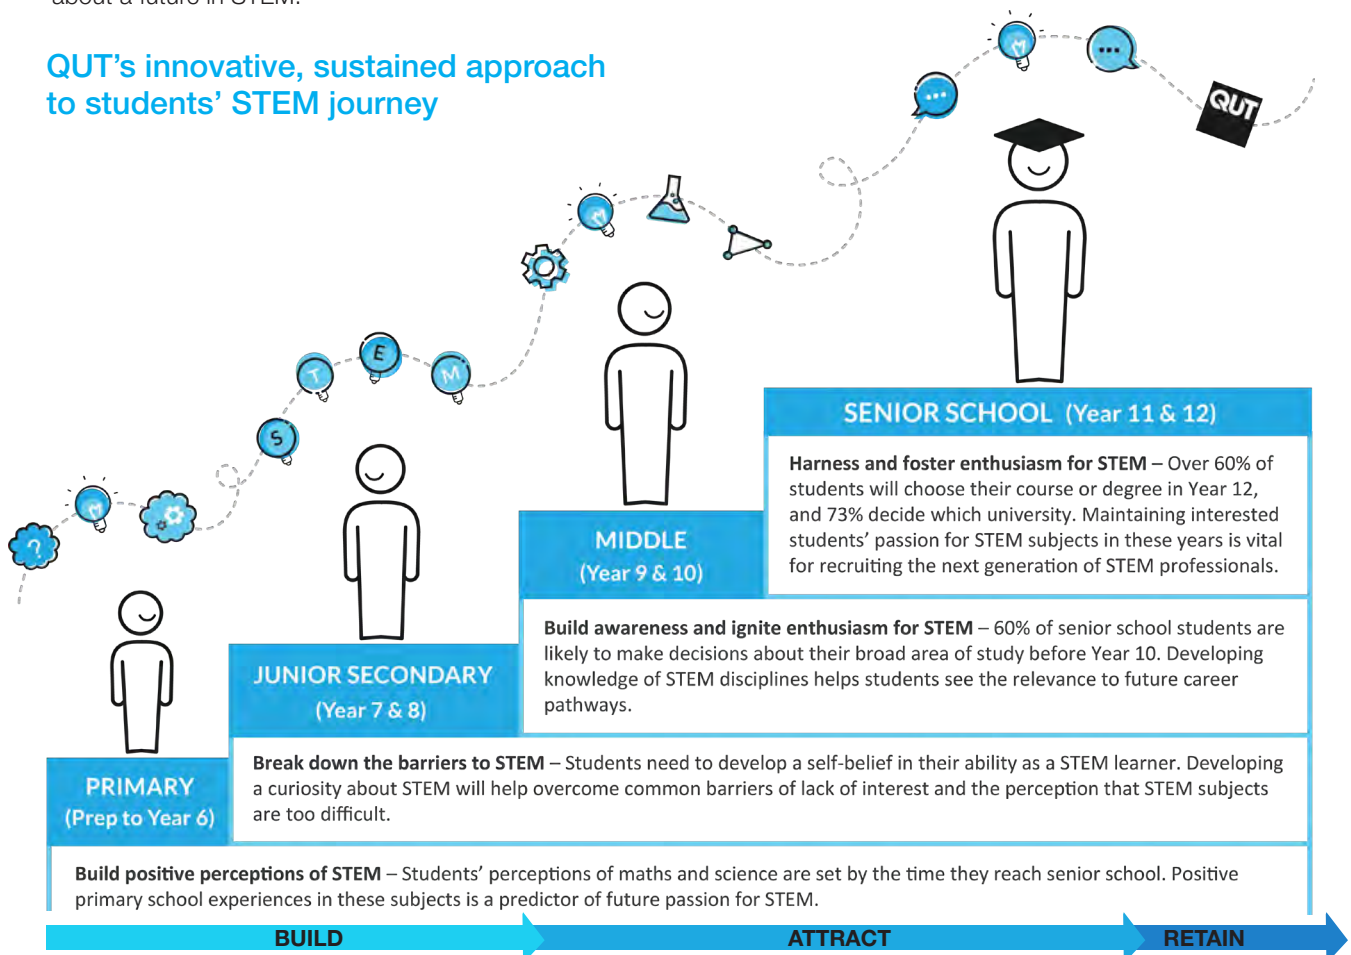 about a future in STEM.
QUT’s innovative, sustained approach
to students’ STEM journey
QUT
?
S
T
E
M
SENIOR SCHOOL (Year 11 & 12)
Harness and foster enthusiasm for STEM – Over 60% of
students will choose their course or degree in Year 12,
and 73% decide which university. Maintaining interested
students’ passion for STEM subjects in these years is vital
for recruiting the next generation of STEM professionals.
MIDDLE
(Year 9 & 10)
Build awareness and ignite enthusiasm for STEM – 60% of senior school students are
likely to make decisions about their broad area of study before Year 10. Developing
knowledge of STEM disciplines helps students see the relevance to future career
pathways.
JUNIOR SECONDARY
(Year 7 & 8)
Break down the barriers to STEM – Students need to develop a self-belief in their ability as a STEM learner. Developing
a curiosity about STEM will help overcome common barriers of lack of interest and the perception that STEM subjects
are too difficult.
PRIMARY
(Prep to Year 6)
Build positive perceptions of STEM – Students’ perceptions of maths and science are set by the time they reach senior school. Positive
primary school experiences in these subjects is a predictor of future passion for STEM.
BUILD
ATTRACT
RETAIN